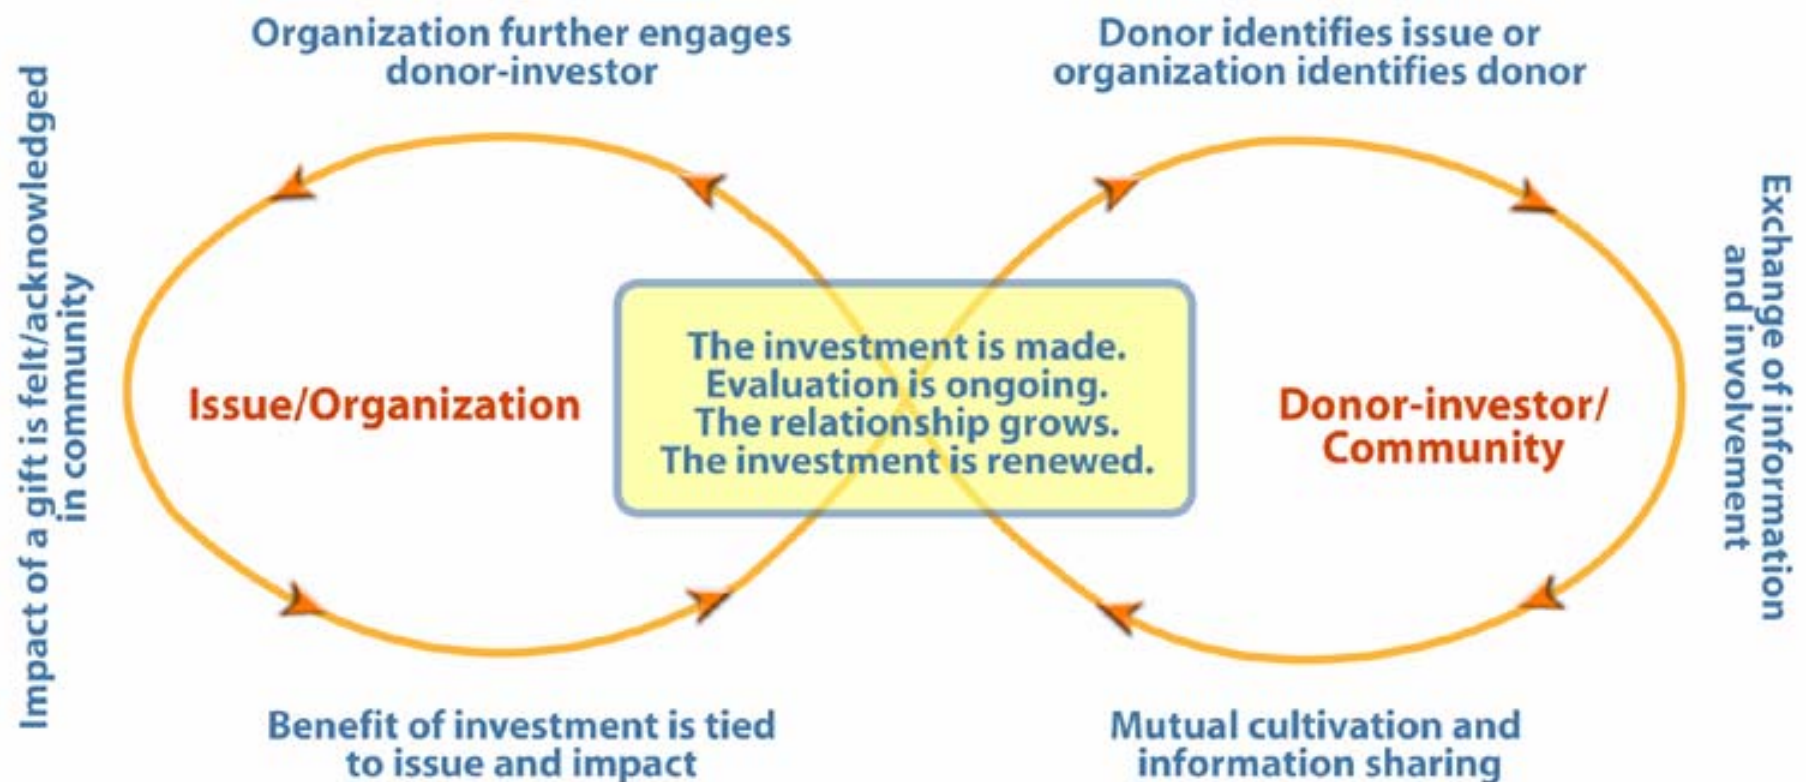 Organization further engages
donor-investor
Donor identifies issue or
organization identifies donor
Impact of a gift is felt/acknowledged
in community
Issue/Organization
The investment is made.
Evaluation is ongoing.
The relationship grows.
The investment is renewed.
Donor-investor/
Community
Exchange of information
and involvement
Benefit of investment is tied
to issue and impact
Mutual cultivation and
information sharing